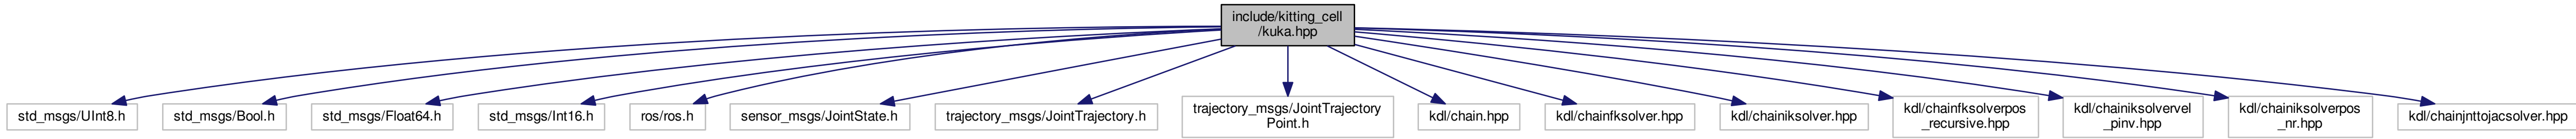 include/kitting_cell
/kuka.hpp
std_msgs/UInt8.h
std_msgs/Bool.h
std_msgs/Float64.h
std_msgs/Int16.h
ros/ros.h
sensor_msgs/JointState.h
trajectory_msgs/JointTrajectory.h
trajectory_msgs/JointTrajectory
Point.h
kdl/chain.hpp
kdl/chainfksolver.hpp
kdl/chainiksolver.hpp
kdl/chainfksolverpos
_recursive.hpp
kdl/chainiksolvervel
_pinv.hpp
kdl/chainiksolverpos
_nr.hpp
kdl/chainjnttojacsolver.hpp